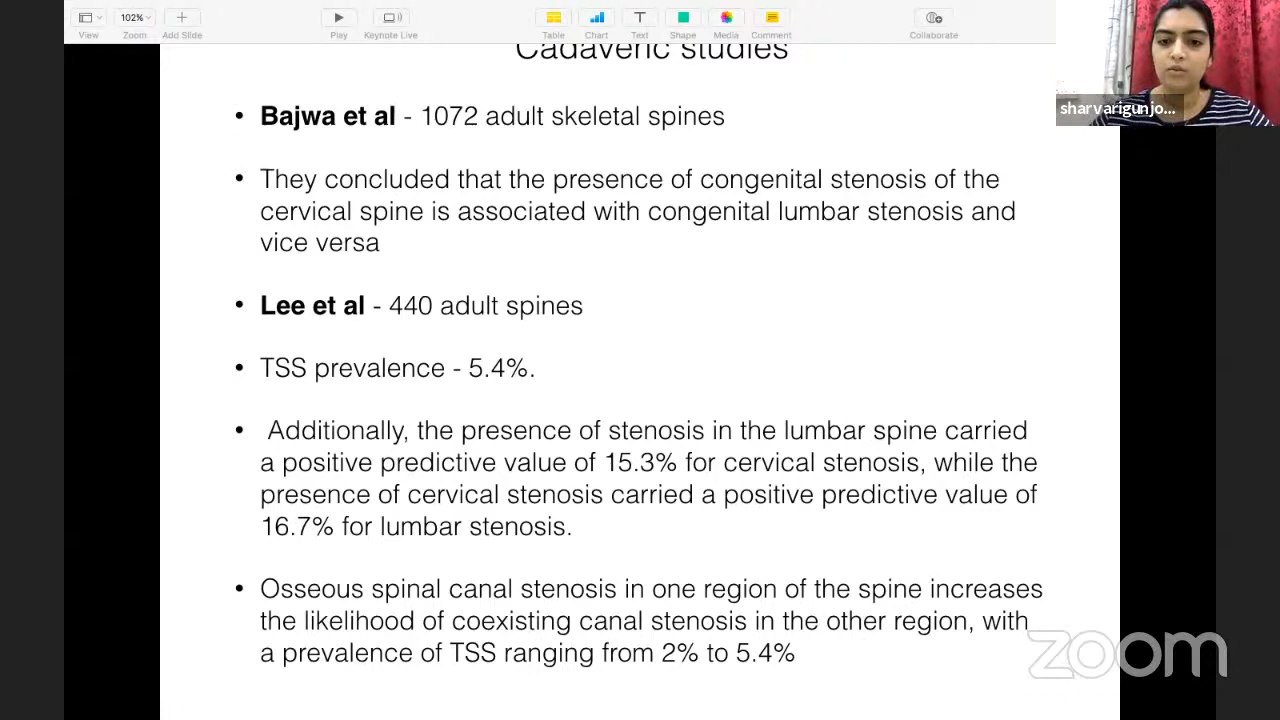 102%
View
Zoom
Add Slide
Play
Keynote Live
Table
Chart
Text
Shape
Media
Comment
Collaborate
sharvarigunjo...
Cadaveric studies
• Bajwa et al - 1072 adult skeletal spines
• They concluded that the presence of congenital stenosis of the
cervical spine is associated with congenital lumbar stenosis and
vice versa
• Lee et al - 440 adult spines
• TSS prevalence - 5.4%.
• Additionally, the presence of stenosis in the lumbar spine carried
a positive predictive value of 15.3% for cervical stenosis, while the
presence of cervical stenosis carried a positive predictive value of
16.7% for lumbar stenosis.
• Osseous spinal canal stenosis in one region of the spine increases
the likelihood of coexisting canal stenosis in the other region, with
a prevalence of TSS ranging from 2% to 5.4%
zoom